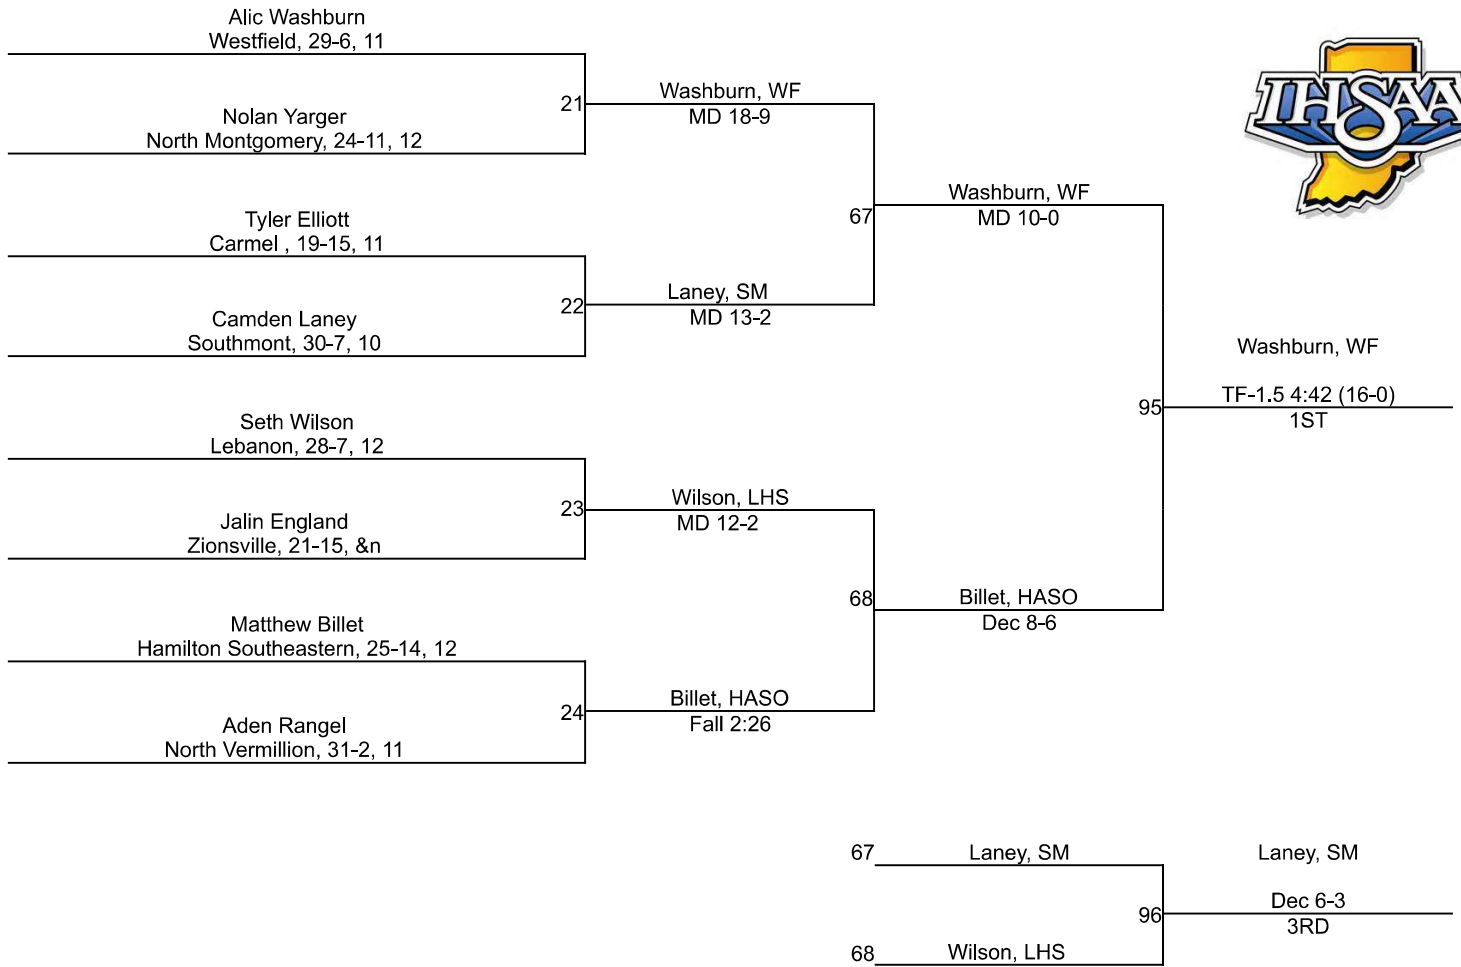 Alic Washburn
Westfield, 29-6, 11
Nolan Yarger
North Montgomery, 24-11, 12
21
Washburn, WF
MD 18-9
Tyler Elliott
Carmel , 19-15, 11
Camden Laney
Southmont, 30-7, 10
22
Laney, SM
MD 13-2
67
Washburn, WF
MD 10-0
IHSAA
Seth Wilson
Lebanon, 28-7, 12
Jalin England
Zionsville, 21-15, &n
23
Wilson, LHS
MD 12-2
Matthew Billet
Hamilton Southeastern, 25-14, 12
Aden Rangel
North Vermillion, 31-2, 11
24
Billet, HASO
Fall 2:26
68
Billet, HASO
Dec 8-6
95
Washburn, WF
TF-1.5 4:42 (16-0)
1ST
67
Laney, SM
68
Wilson, LHS
96
Laney, SM
Dec 6-3
3RD